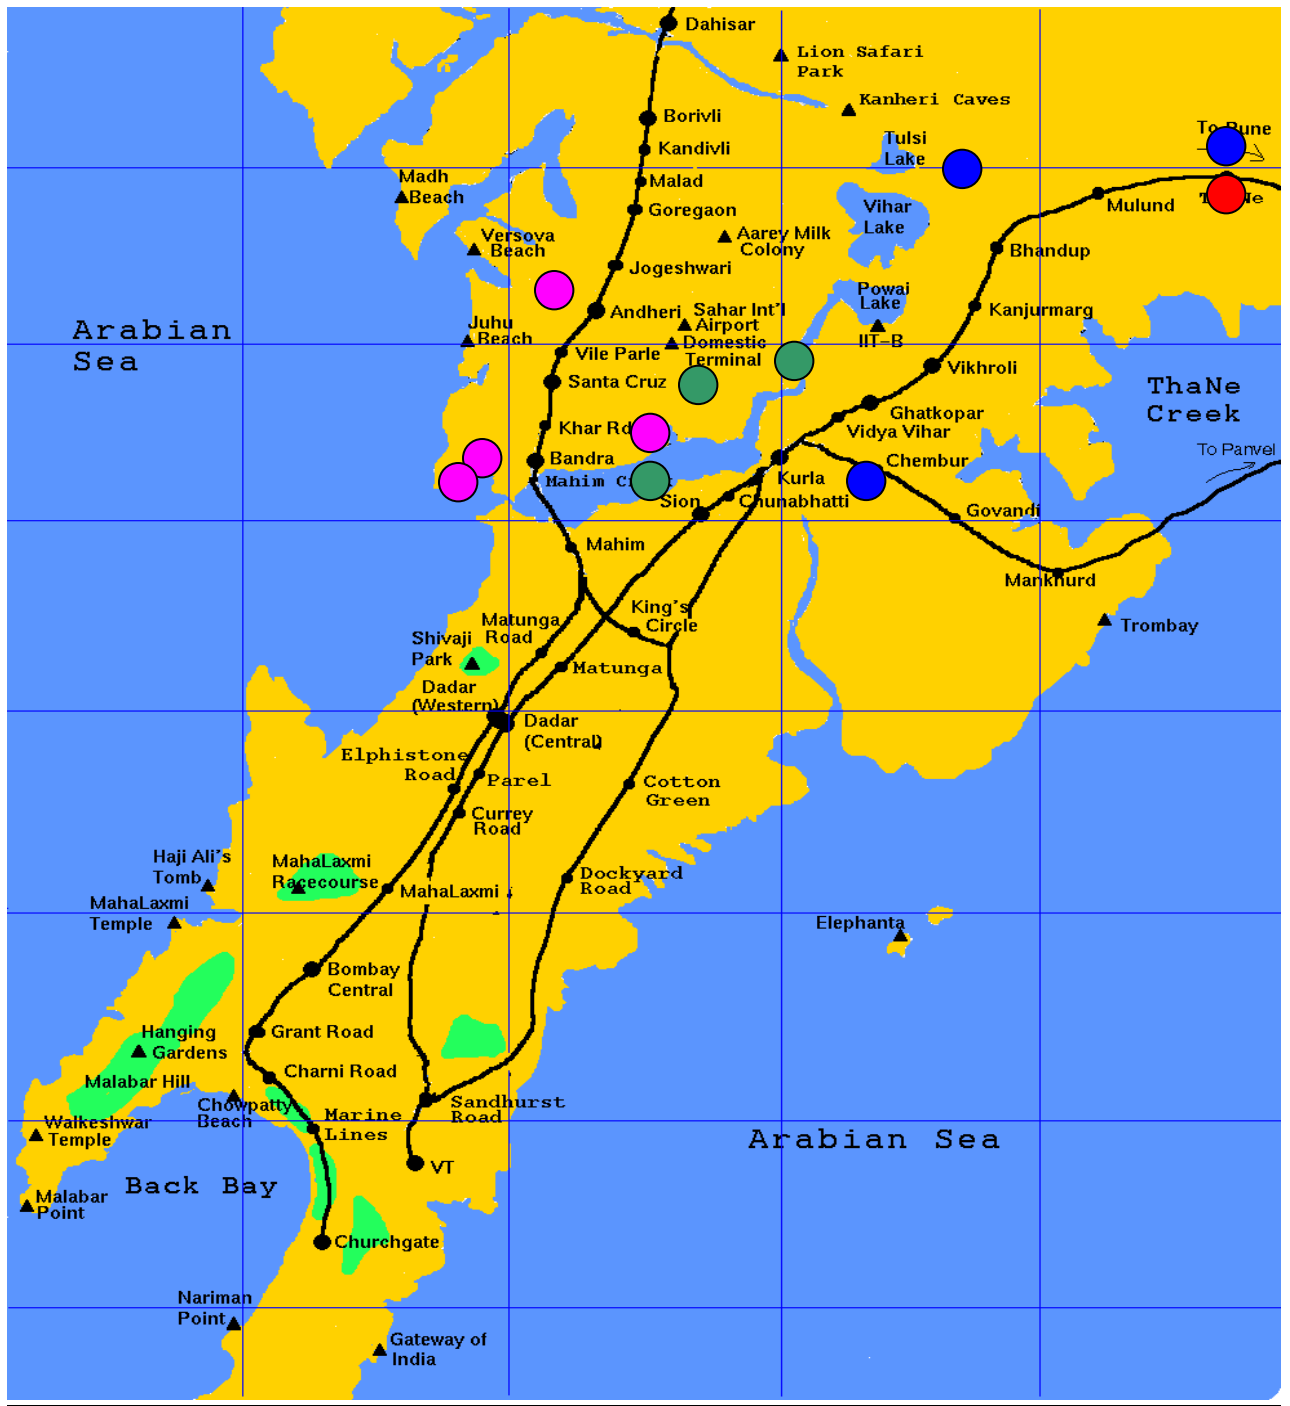 Dahisar
Lion Safari
Park
Kanheri Caves
Borivli
To Pune
Tulsi
Lake
Kandivli
Madh
Beach
Malad
Mulund
Goregaon
Vihar
Lake
Versova
Beach
Aarey Milk
Colony
Bhandup
Jogeshwari
Powai
Lake
Andheri
Sahar Int'l
Airport
Kanjurmarg
Arabian
Sea
Juhu
Beach
Domestic
Terminal
IIT-B
Vile Parle
Vikhroli
Santa Cruz
ThaNe
Creek
Ghatkopar
Khar Rd
Vidya Vihar
To Panvel
Bandra
Chembur
Mahim
Kurla
Sion
Chunabhatti
Govandi
Mahim
Mankhurd
King's
Circle
Matunga
Road
Trombay
Shivaji
Park
Matunga
Dadar
(Western)
Dadar
(Central)
Elphistone
Road
Parel
Cotton
Green
Currey
Road
Haji Ali's
Tomb
MahaLaxmi
Racecourse
Dockyard
Road
MahaLaxmi
MahaLaxmi
Temple
Elephanta
Bombay
Central
Hanging
Gardens
Grant Road
Malabar Hill
Charni Road
Chowpatty
Beach
Sandhurst
Road
Marine
Lines
Walkeshwar
Temple
Arabian Sea
VT
Back Bay
Malabar
Point
Churchgate
Nariman
Point
Gateway of
India